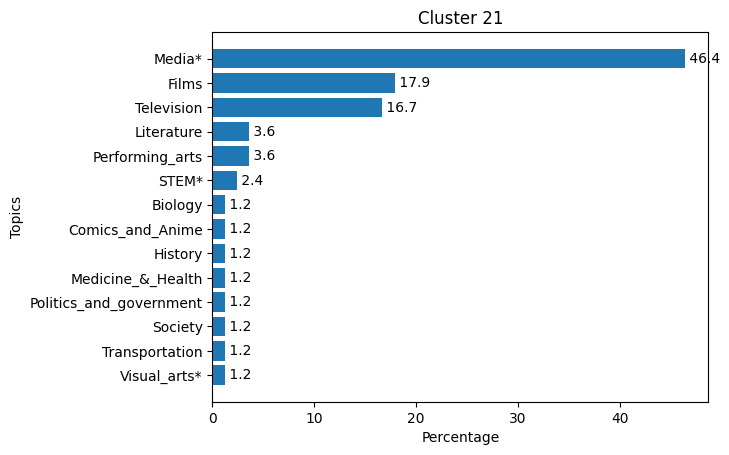 Cluster 21
Topics
Media* 46.4
Films 17.9
Television 16.7
Literature 3.6
Performing_arts 3.6
STEM* 2.4
Biology 1.2
Comics_and_Anime 1.2
History 1.2
Medicine_&_Health 1.2
Politics_and_government 1.2
Society 1.2
Transportation 1.2
Visual_arts* 1.2
0 10 20 30 40
Percentage